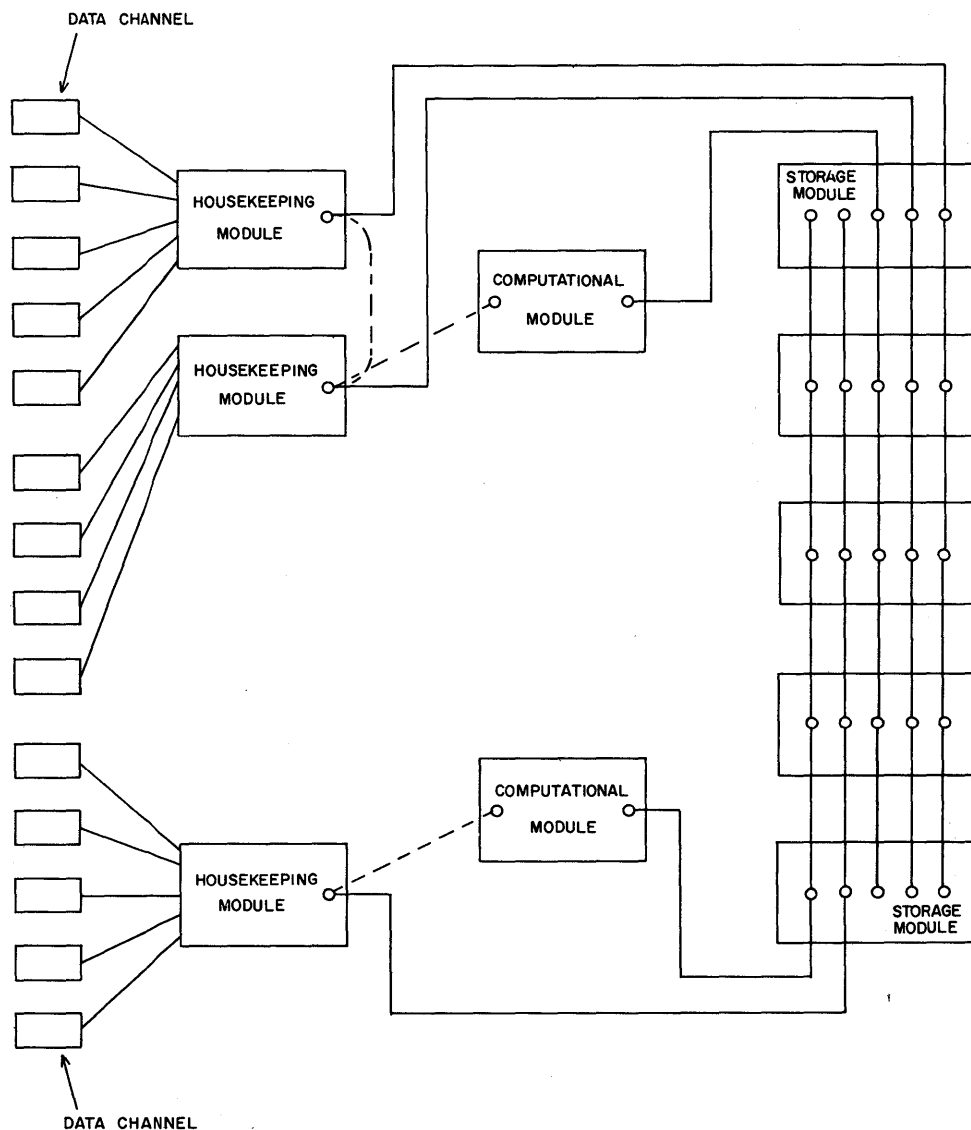 DATA CHANNEL
HOUSEKEEPING
MODULE
STORAGE
MODULE
COMPUTATIONAL
MODULE
HOUSEKEEPING
MODULE
COMPUTATIONAL
MODULE
HOUSEKEEPING
MODULE
STORAGE
MODULE
DATA CHANNEL